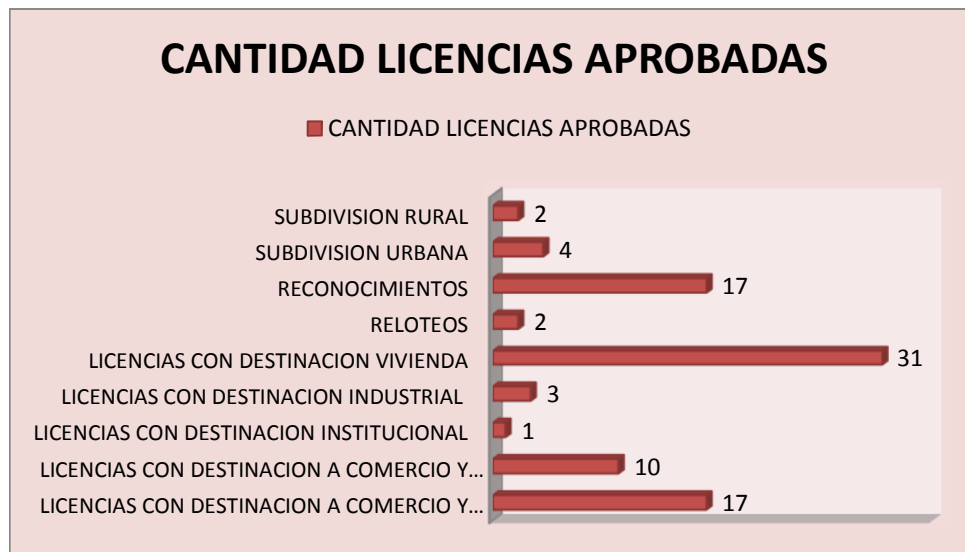 CANTIDAD LICENCIAS APROBADAS
CANTIDAD LICENCIAS APROBADAS
SUBDIVISION RURAL 2
SUBDIVISION URBANA 4
RECONOCIMIENTOS 17
RELOTEOS 2
LICENCIAS CON DESTINACION VIVIENDA 31
LICENCIAS CON DESTINACION INDUSTRIAL 3
LICENCIAS CON DESTINACION INSTITUCIONAL 1
LICENCIAS CON DESTINACION A COMERCIO Y... 10
LICENCIAS CON DESTINACION A COMERCIO Y... 17